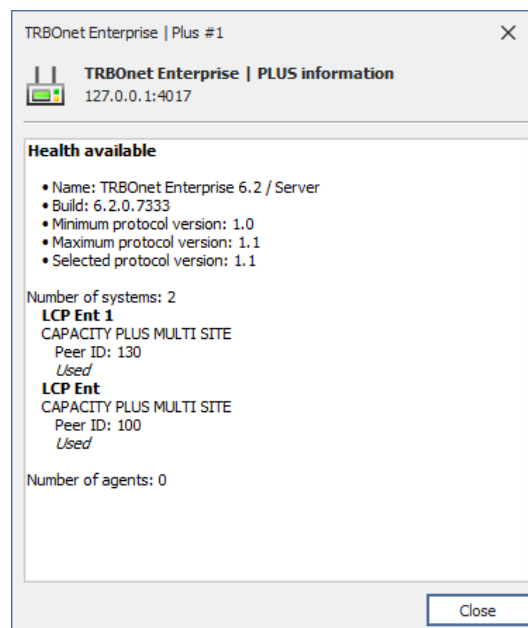 TRBOnet Enterprise | Plus #1
TRBOnet Enterprise | PLUS information
127.0.0.1:4017
Health available
• Name: TRBOnet Enterprise 6.2 / Server
• Build: 6.2.0.7333
• Minimum protocol version: 1.0
• Maximum protocol version: 1.1
• Selected protocol version: 1.1
Number of systems: 2
LCP Ent 1
CAPACITY PLUS MULTI SITE
Peer ID: 130
Used
LCP Ent
CAPACITY PLUS MULTI SITE
Peer ID: 100
Used
Number of agents: 0
Close